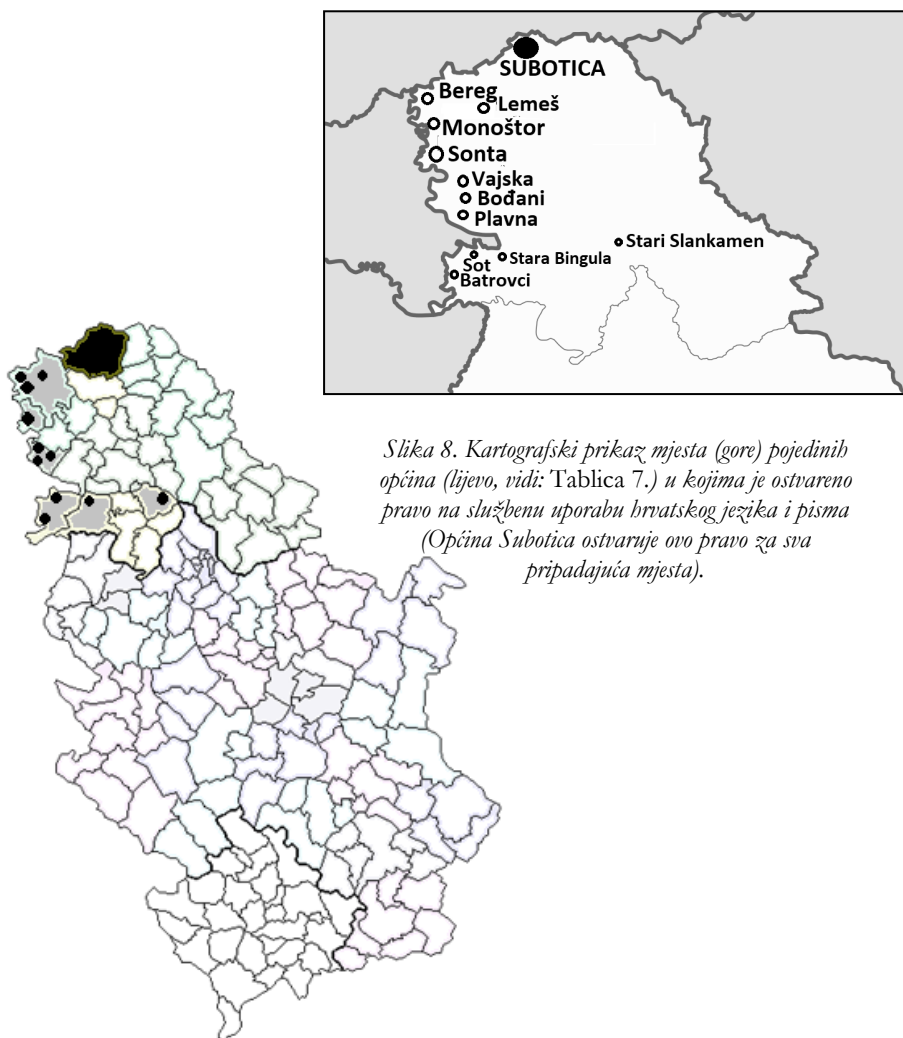 SUBOTICA
Bereg
Lemeš
Monoštor
Sonta
Vajska
Bođani
Plavna
Stari Slankamen
Sot
Stara Bingula
Batrovci
Slika 8. Kartografski prikaz mjesta (gore) pojedinih
općina (lijevo, vidi: Tablica 7.) u kojima je ostvareno
pravo na službenu uporabu hrvatskog jezika i pisma
(Općina Subotica ostvaruje ovo pravo za sva
pripadajuća mjesta).